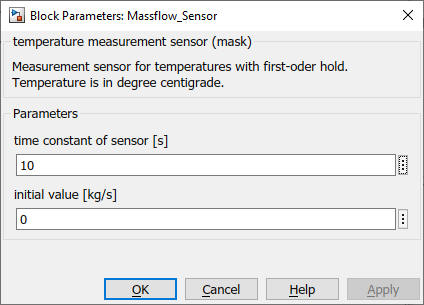 Block Parameters: Massflow_Sensor
temperature measurement sensor (mask)
Measurement sensor for temperatures with first-oder hold.
Temperature is in degree centigrade.
Parameters
time constant of sensor [s]
10
initial value [kg/s]
0
OK Cancel Help Apply